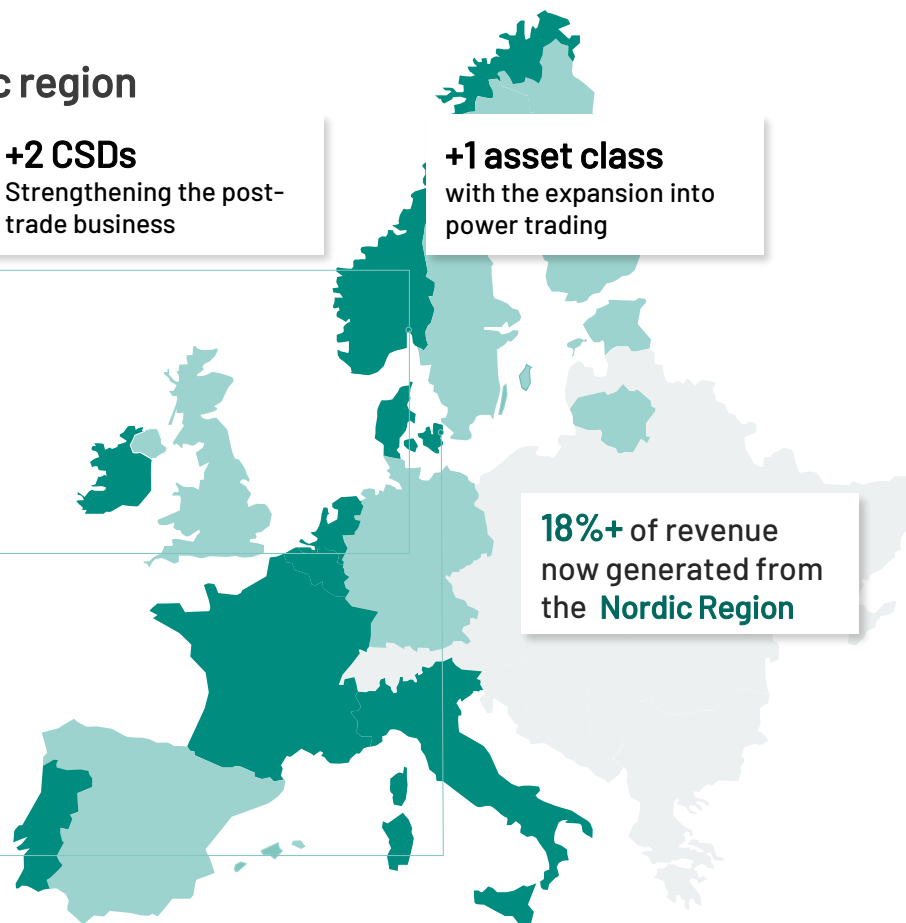 c region
+2 CSDs
Strengthening the post-
trade business
+1 asset class
with the expansion into
power trading
18%+ of revenue
now generated from
the Nordic Region